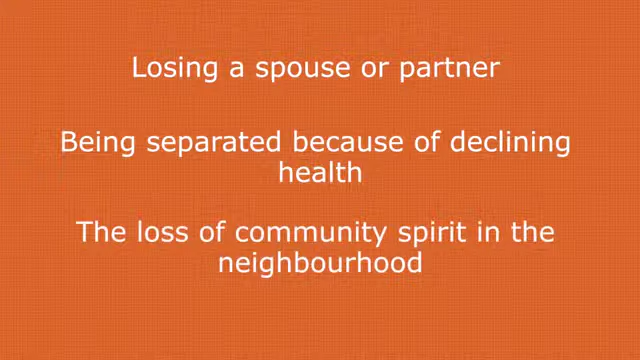 Losing a spouse or partner
Being separated because of declining
health
The loss of community spirit in the
neighbourhood